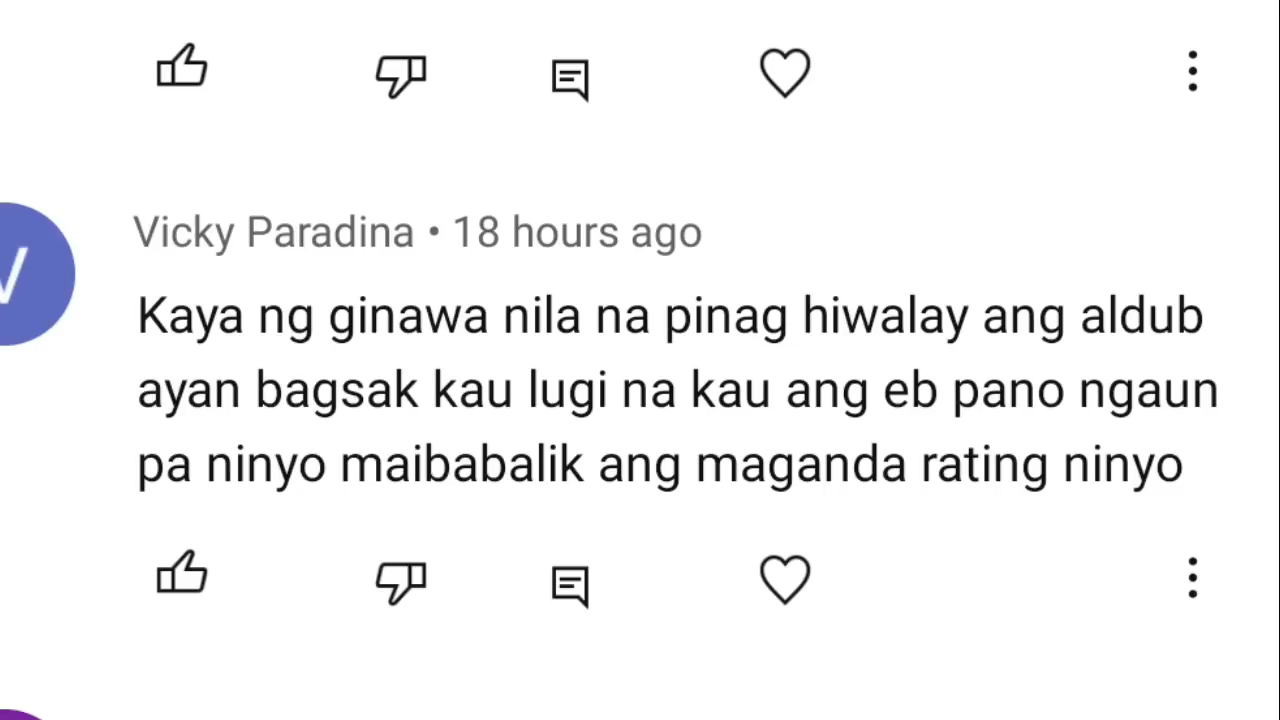 Vicky Paradina • 18 hours ago
Kaya ng ginawa nila na pinag hiwalay ang aldub
ayan bagsak kau lugi na kau ang eb pano ngaun
pa ninyo maibabalik ang maganda rating ninyo